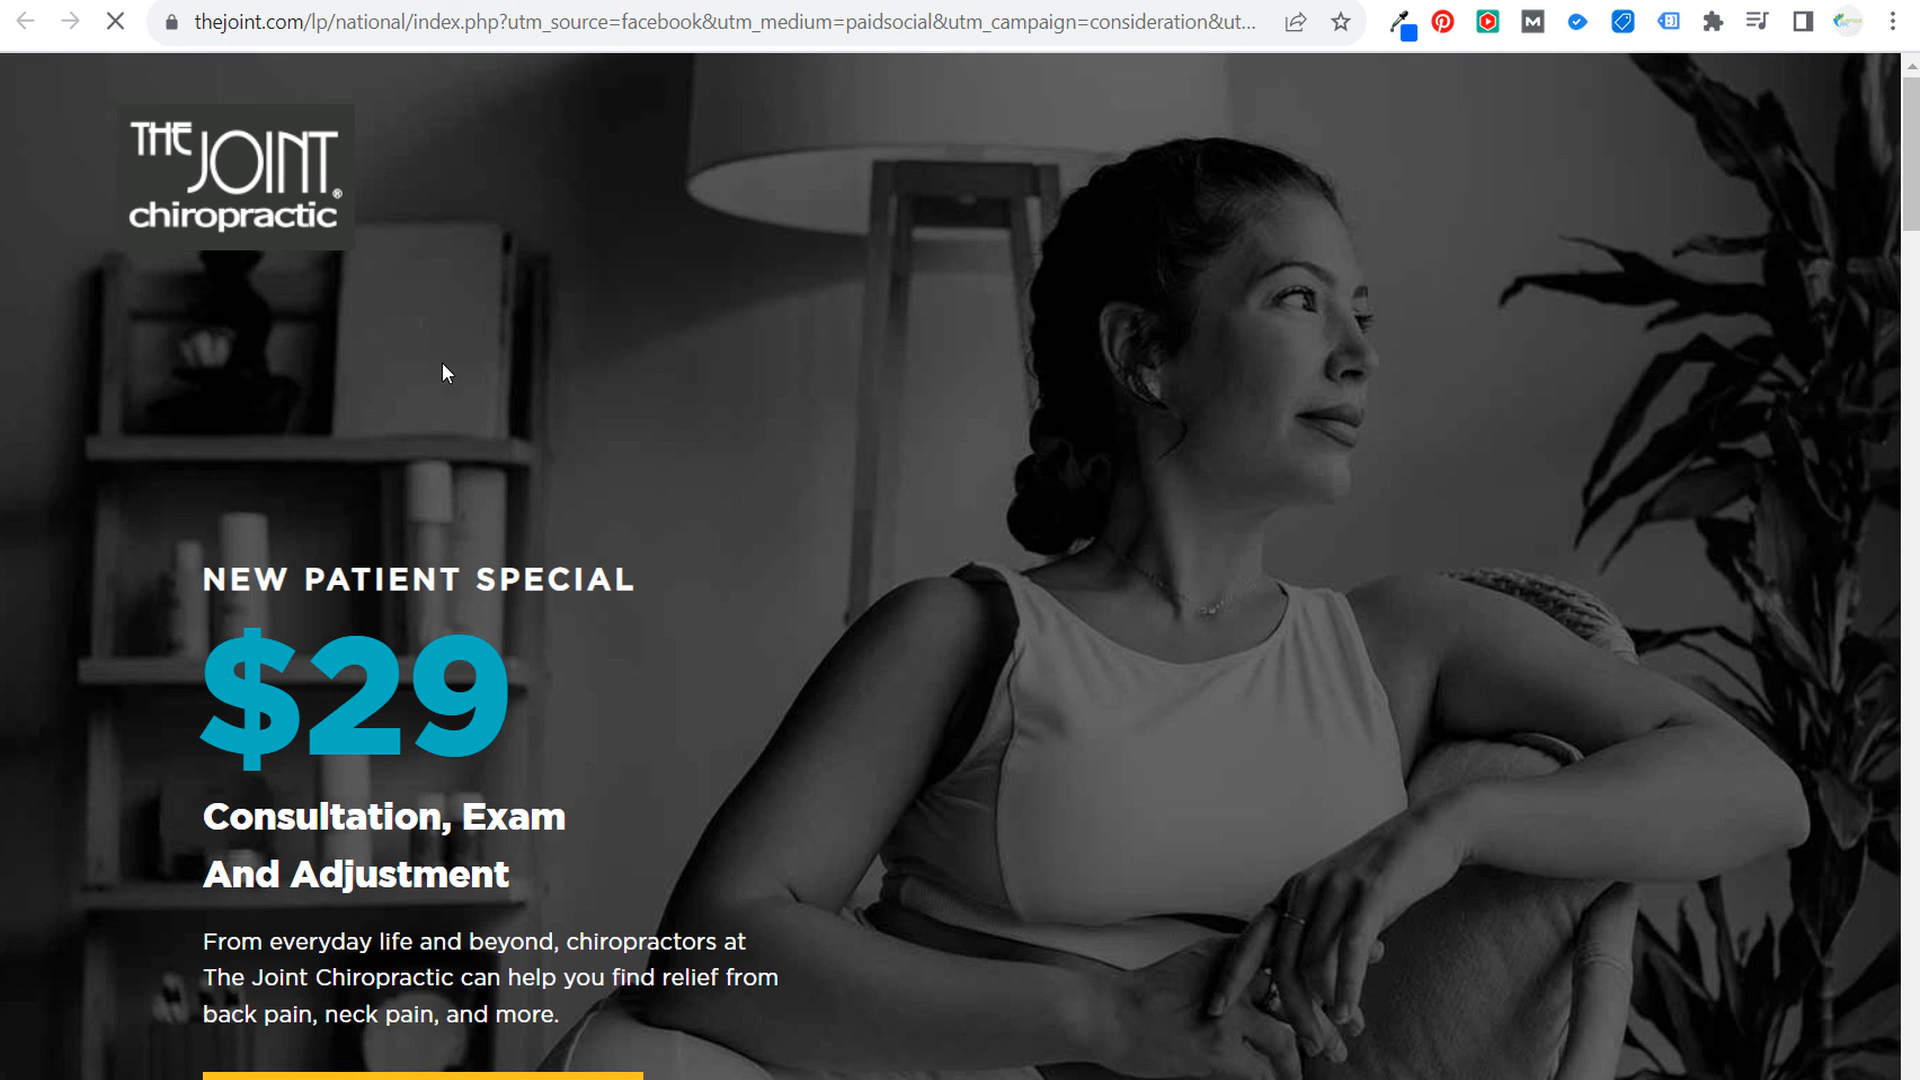 thejoint.com/lp/national/index.php?utm_source=facebook&utm_medium=paidsocial&utm_campaign=consideration&ut...
THE JOINT®
chiropractic
NEW PATIENT SPECIAL
$29
Consultation, Exam
And Adjustment
From everyday life and beyond, chiropractors at
The Joint Chiropractic can help you find relief from
back pain, neck pain, and more.